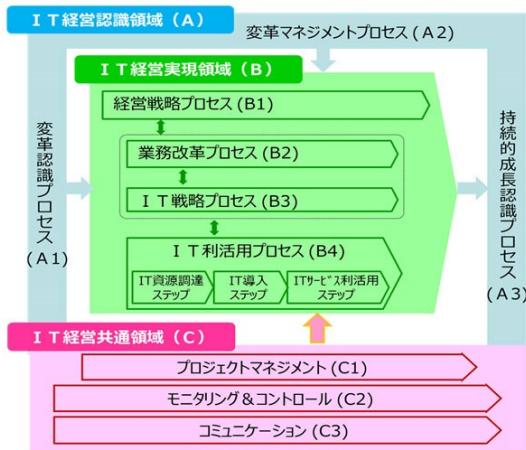 ＩＴ経営認識領域（A）
変革マネジメントプロセス(A2)
ＩＴ経営実現領域（B）
経営戦略プロセス(B1)
変革認識プロセス
(A1)
業務改革プロセス(B2)
ＩＴ戦略プロセス(B3)
持続的成長認識プロセス
(A3)
ＩＴ利活用プロセス(B4)
IT資源調達
ステップ
IT導入
ステップ
ITサービス利活用
ステップ
ＩＴ経営共通領域（C）
プロジェクトマネジメント(C1)
モニタリング＆コントロール(C2)
コミュニケーション(C3)